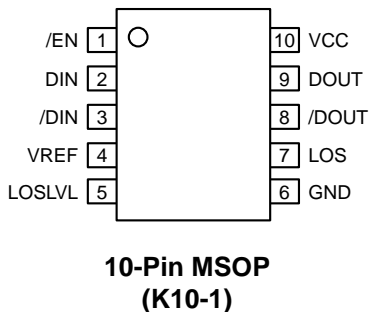 /EN 1 10 VCC
DIN 2 9 DOUT
/DIN 3 8 /DOUT
VREF 4 7 LOS
LOSLVL 5 6 GND
10-Pin MSOP
(K10-1)